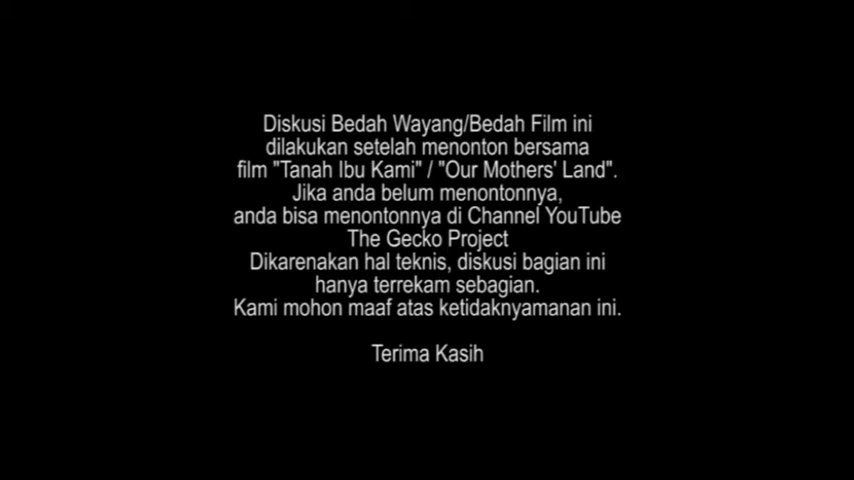 Diskusi Bedah Wayang/Bedah Film ini
dilakukan setelah menonton bersama
film "Tanah Ibu Kami" / "Our Mothers' Land".
Jika anda belum menontonnya,
anda bisa menontonnya di Channel YouTube
The Gecko Project
Dikarenakan hal teknis, diskusi bagian ini
hanya terrekam sebagian.
Kami mohon maaf atas ketidaknyamanan ini.
Terima Kasih